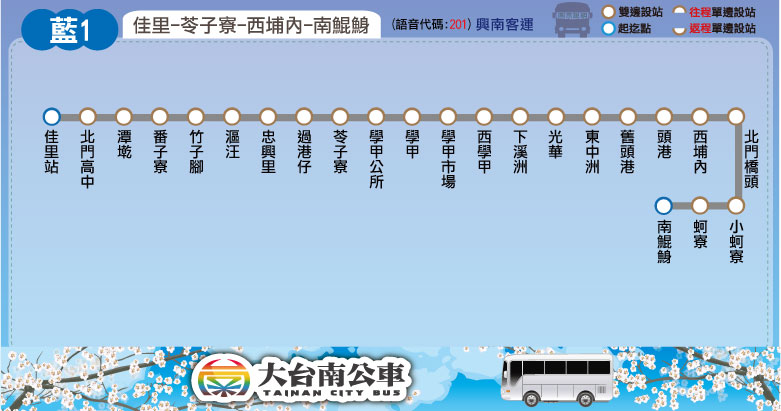 藍1
佳里-苓子寮-西埔內-南鯤鯓
(語音代碼:201) 興南客運
雙邊設站
往程單邊設站
起迄點
返程單邊設站
佳里站
北門高中
潭墘
番子寮
竹子腳
漚汪
忠興里
過港仔
苓子寮
學甲公所
學甲
學甲市場
西學甲
下溪洲
光華
東中洲
舊頭港
頭港
西埔內
北門橋頭
小蚵寮
蚵寮
南鯤鯓
大台南公車
TAINAN CITY BUS